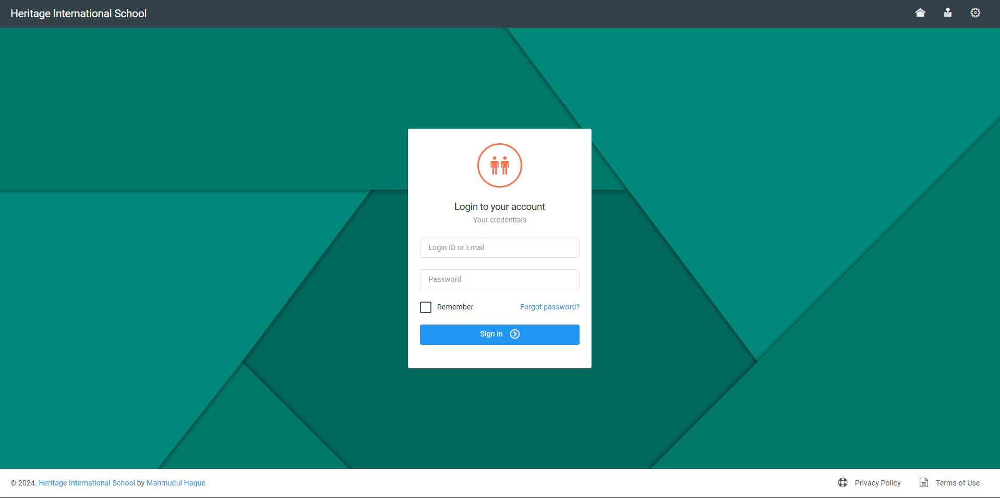 Heritage International School
Login to your account
Your credentials
Login ID or Email
Password
Remember Forgot password?
Sign in
© 2024. Heritage International School by Mahmudul Haque Privacy Policy Terms of Use